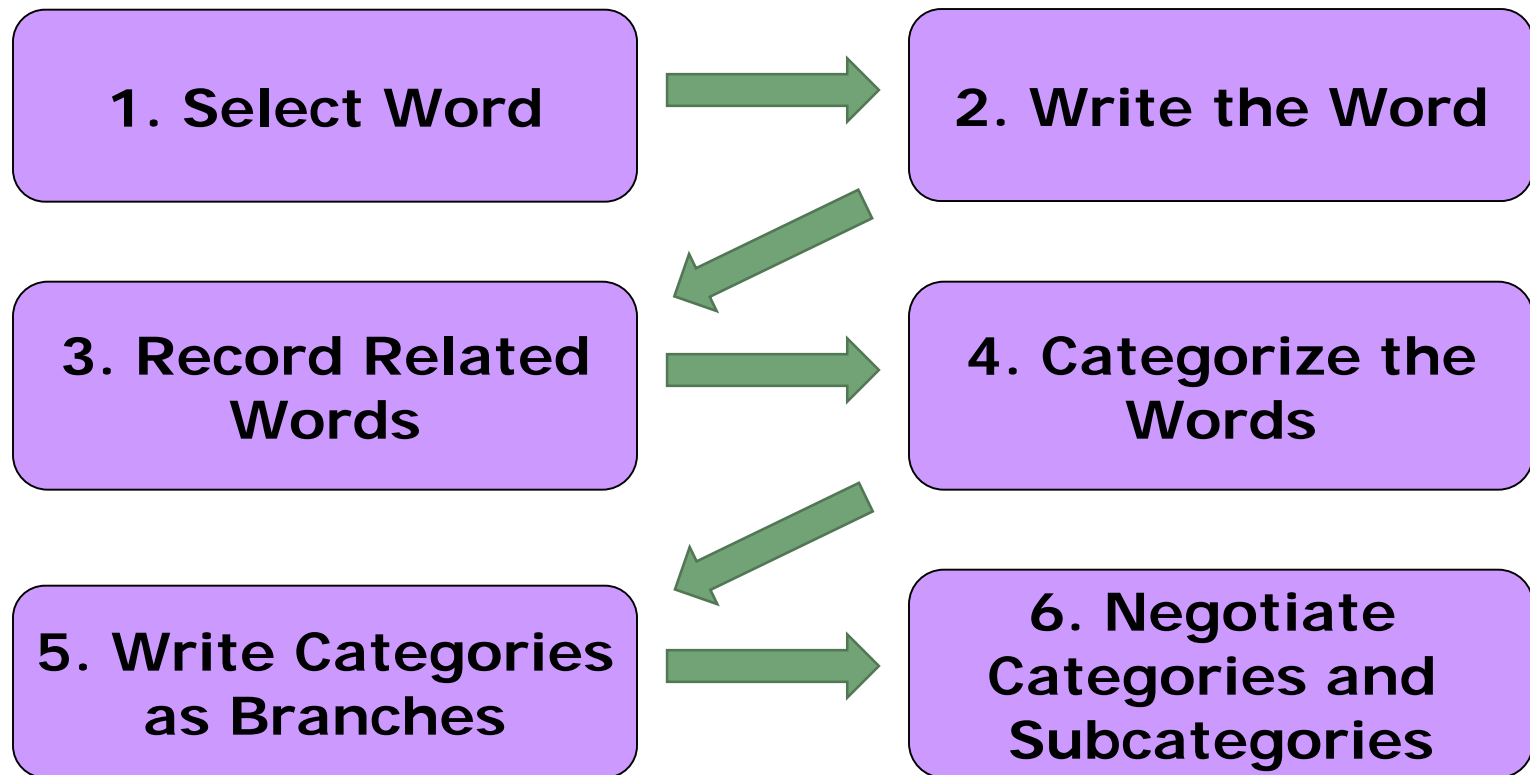 1. Select Word
2. Write the Word
3. Record Related
Words
4. Categorize the
Words
5. Write Categories
as Branches
6. Negotiate
Categories and
Subcategories